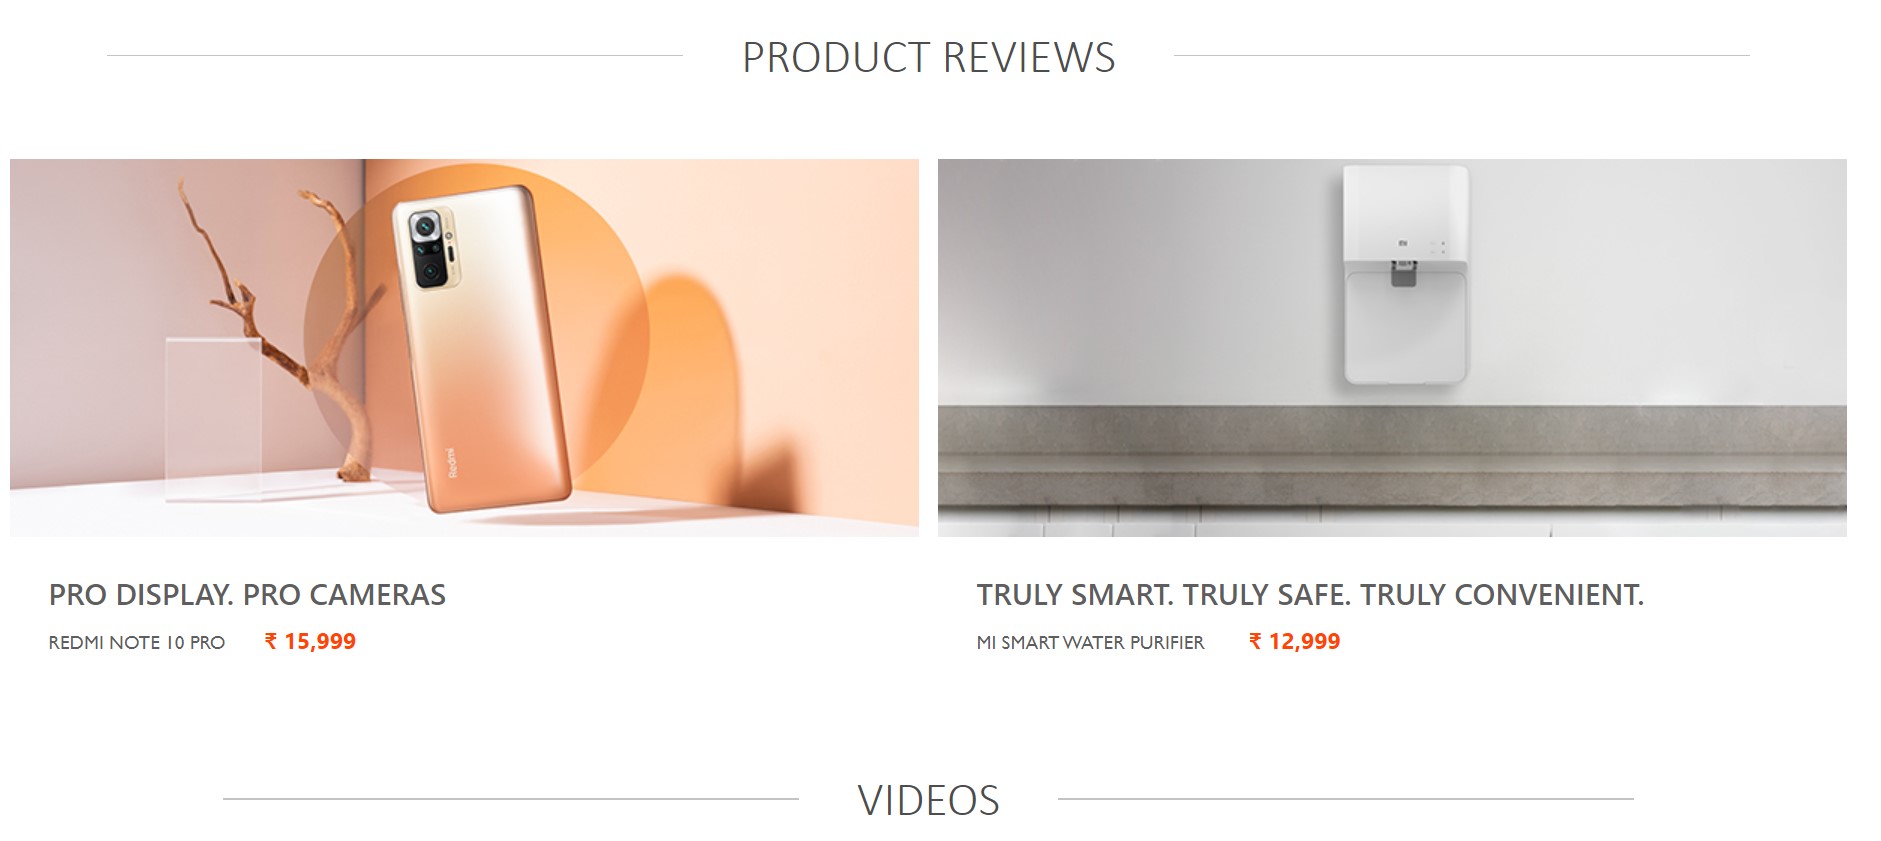 PRODUCT REVIEWS
Redmi
mi
PRO DISPLAY. PRO CAMERAS
REDMI NOTE 10 PRO ₹ 15,999
TRULY SMART. TRULY SAFE. TRULY CONVENIENT.
MI SMART WATER PURIFIER ₹ 12,999
VIDEOS